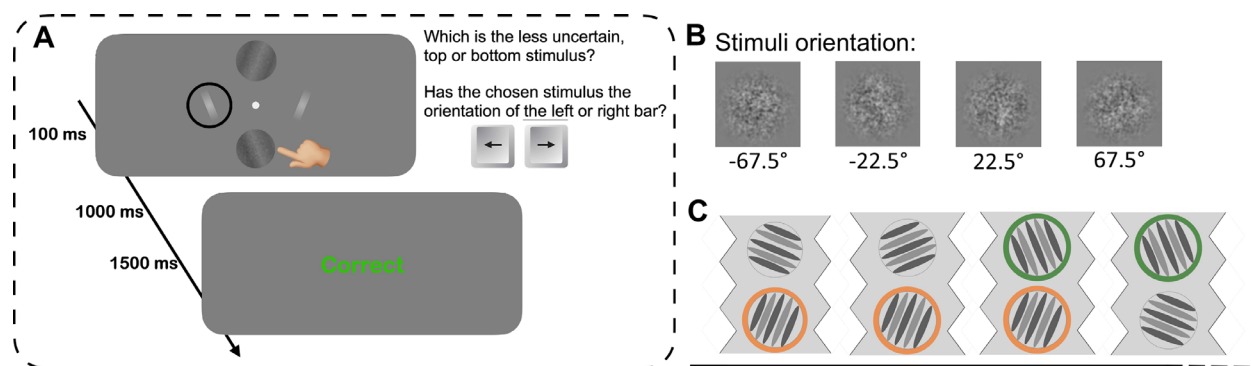 A
Which is the less uncertain,
top or bottom stimulus?
Has the chosen stimulus the
orientation of the left or right bar?
← →
100 ms
1000 ms
1500 ms
Correct
B
Stimuli orientation:
-67.5° -22.5° 22.5° 67.5°
C